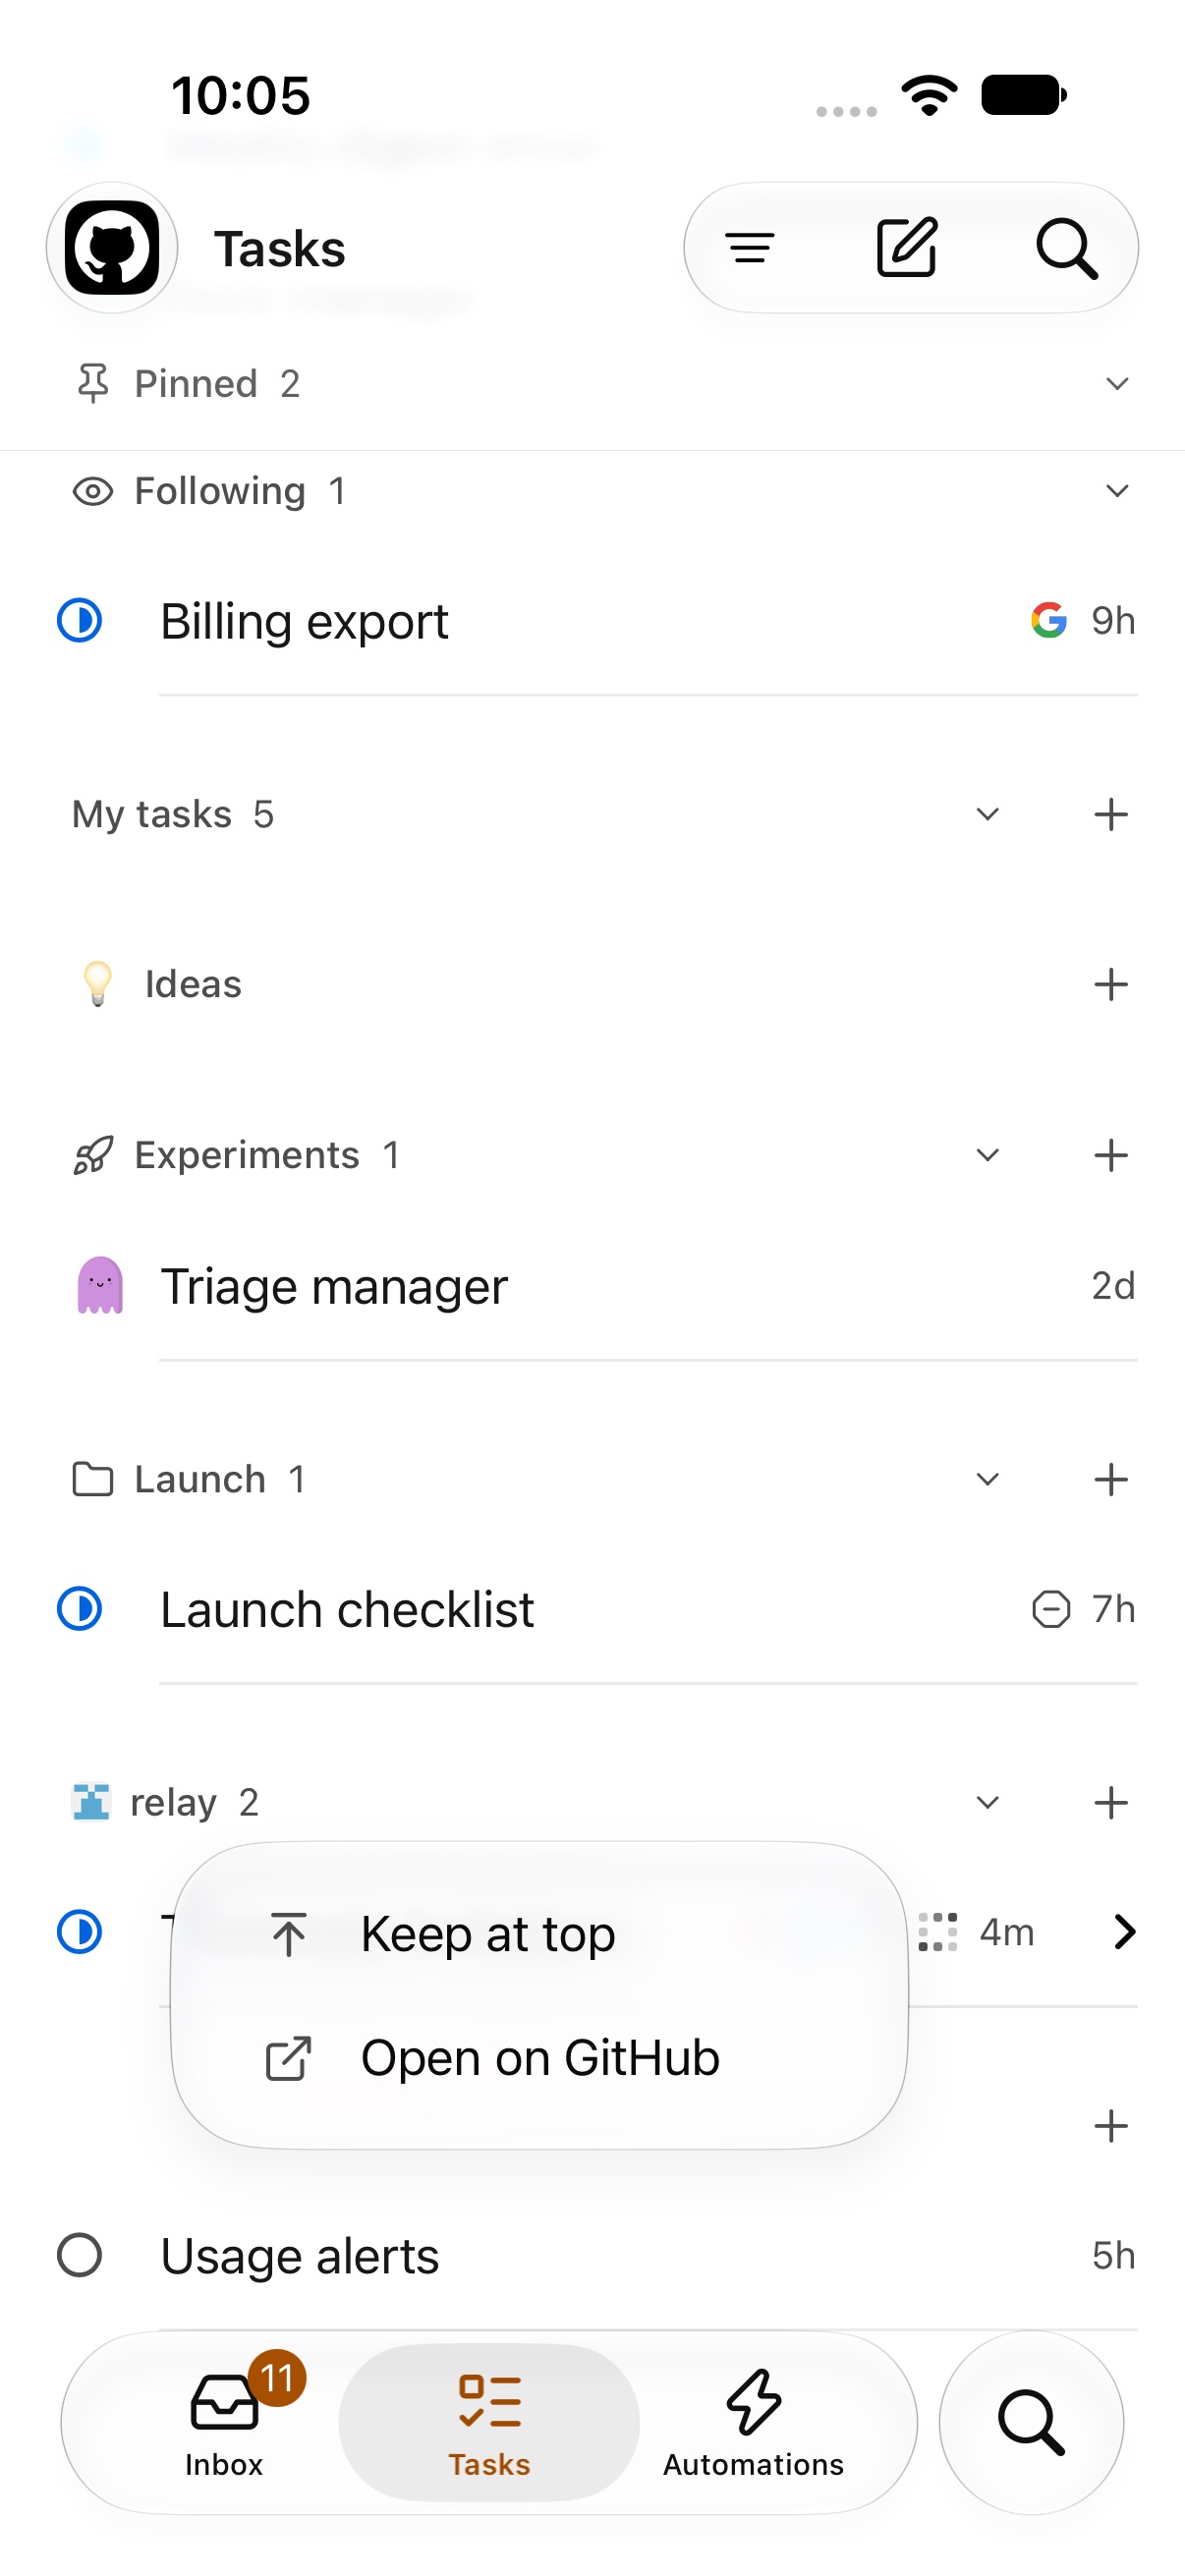 10:05
Tasks
Pinned 2
Following 1
Billing export 9h
My tasks 5
Ideas
Experiments 1
Triage manager 2d
Launch 1
Launch checklist 7h
relay 2
4m
Keep at top
Open on GitHub
Usage alerts 5h
11
Inbox
Tasks
Automations